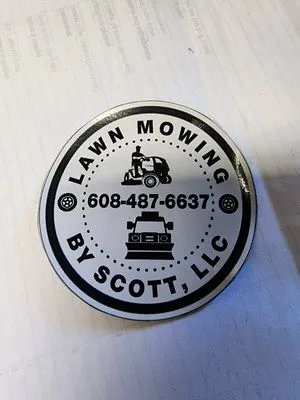 LAWN MOWING
608-487-6637
BY SCOTT, LLC